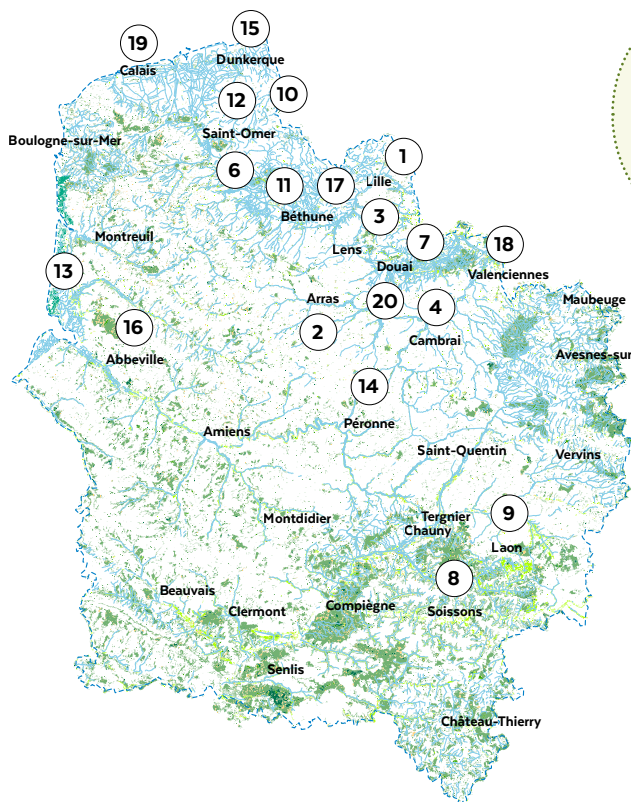 15
19
Dunkerque
Calais
10
12
Saint-Omer
Boulogne-sur-Mer
1
6
11
17
Lille
Béthune
3
Montreuil
7
18
Lens
Douai
13
Valenciennes
Arras
20
4
Maubeuge
16
2
Cambrai
Abbeville
Avesnes-sur
14
Péronne
Amiens
Saint-Quentin
Vervins
9
Montdidier
Tergnier
Chauny
Laon
8
Beauvais
Compiègne
Clermont
Soissons
Senlis
Château-Thierry